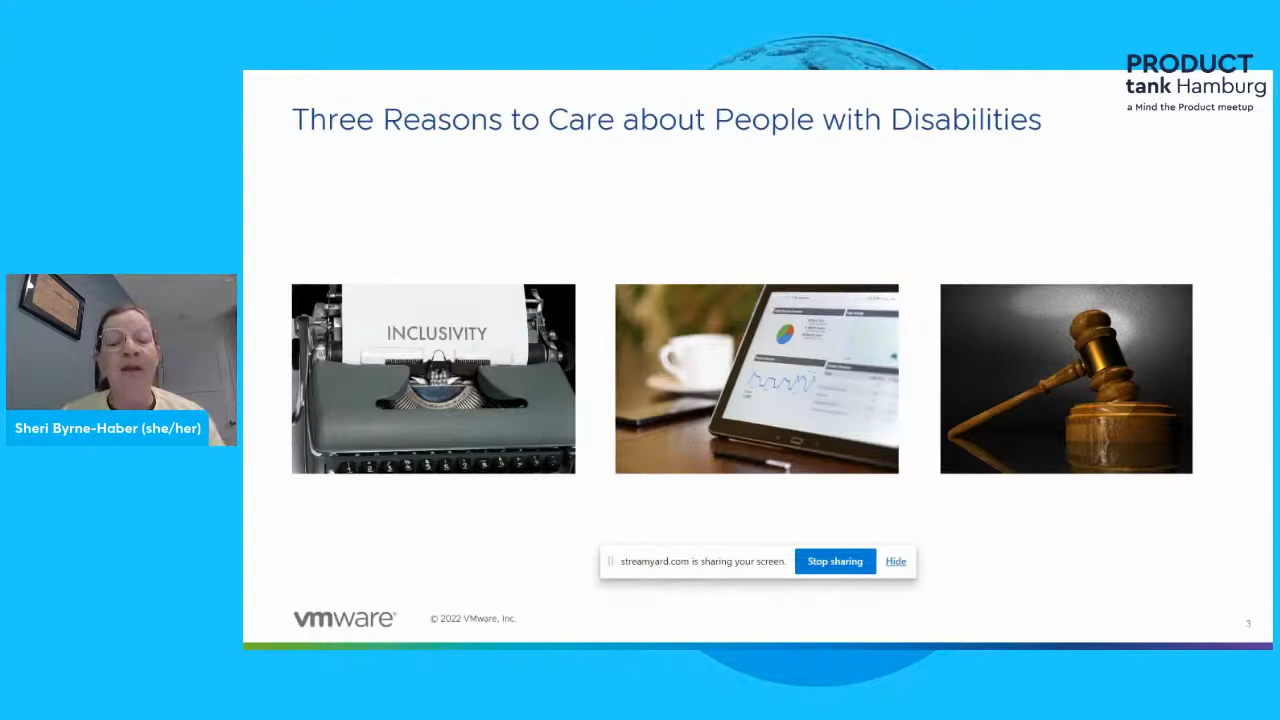 PRODUCT
tank Hamburg
a Mind the Product meetup
Three Reasons to Care about People with Disabilities
INCLUSIVITY
Sheri Byrne-Haber (she/her)
streamyard.com is sharing your screen.
Stop sharing
Hide
vmware®
© 2022 VMware, Inc.
3